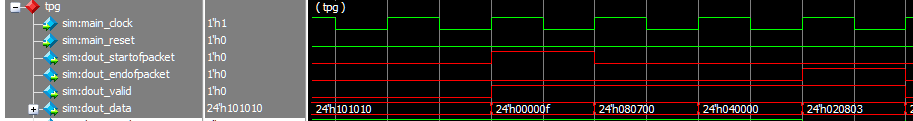 tpg ( tpg )
sim:main_clock 1'h1
sim:main_reset 1'h0
sim:dout_startofpacket 1'h0
sim:dout_endofpacket 1'h0
sim:dout_valid 1'h0
sim:dout_data 24'h101010 24'h101010 24'h00000f 24'h080700 24'h040000 24'h020803